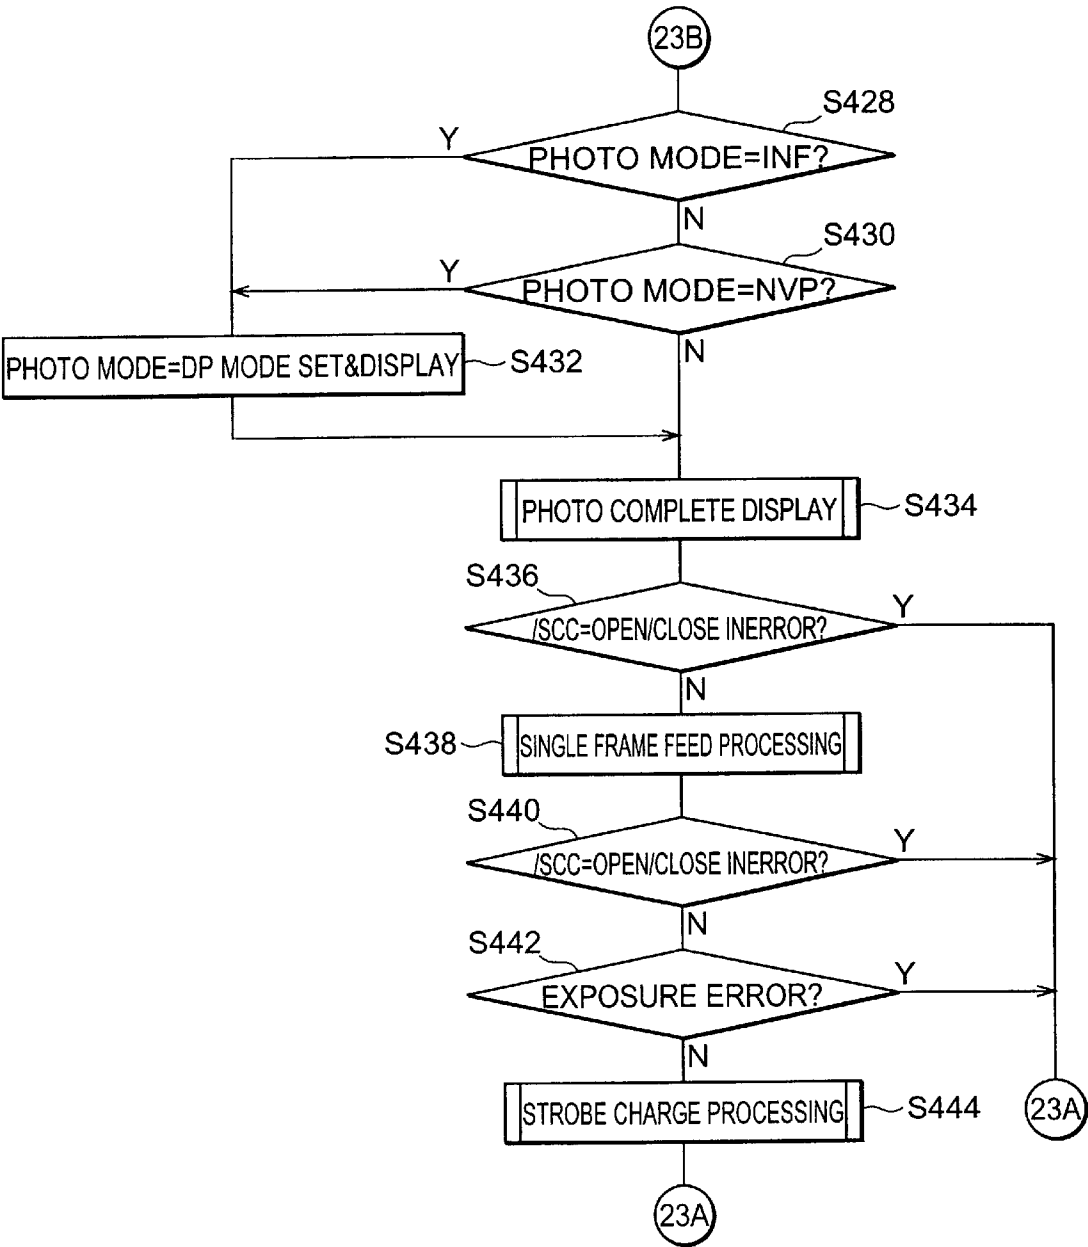 23B
S428
Y
PHOTO MODE=INF?
N
S430
Y
PHOTO MODE=NVP?
N
PHOTO MODE=DP MODE SET&DISPLAY
S432
PHOTO COMPLETE DISPLAY
S434
S436
Y
/SCC=OPEN/CLOSE INERROR?
N
S438
SINGLE FRAME FEED PROCESSING
S440
Y
/SCC=OPEN/CLOSE INERROR?
N
S442
Y
EXPOSURE ERROR?
N
STROBE CHARGE PROCESSING
S444
23A
23A